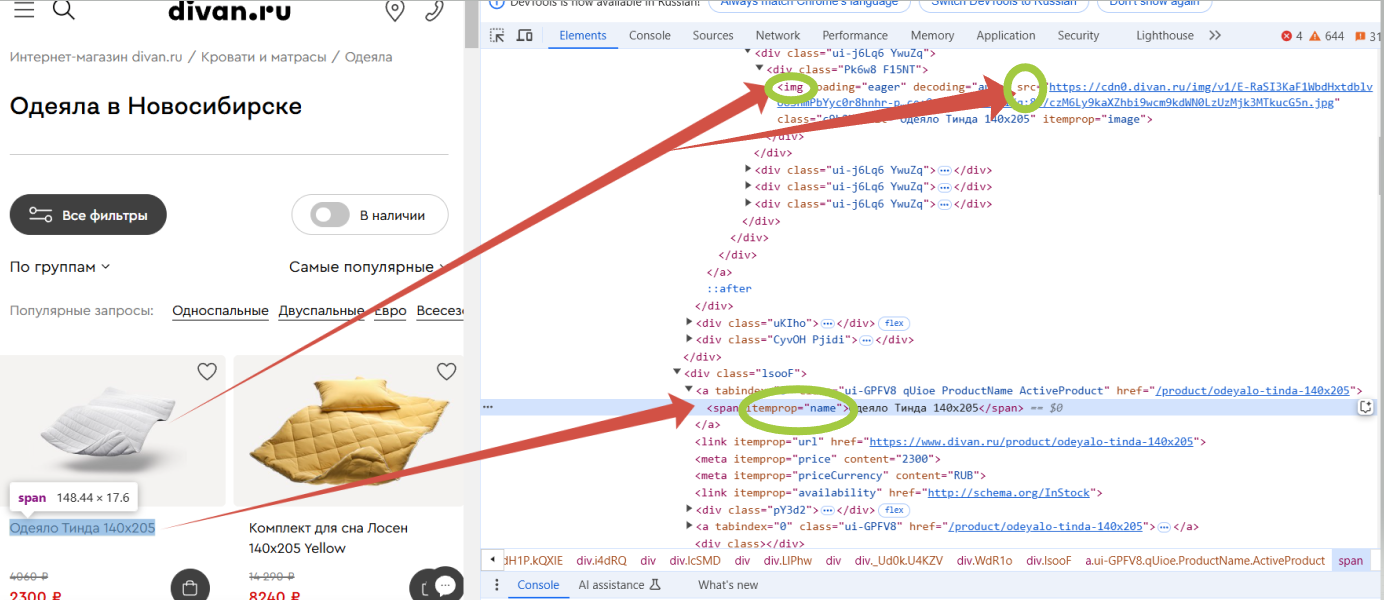 DevTools is now available in Russian!
Always match Chrome's language
Switch DevTools to Russian
Don't show again
divan.ru
Интернет-магазин divan.ru / Кровати и матрасы / Одеяла
Одеяла в Новосибирске
Все фильтры
В наличии
По группам
Самые популярные
Популярные запросы: Односпальные Двуспальные Евро Всесез
span 148.44 × 17.6
Одеяло Тинда 140x205
Комплект для сна Лосен
140x205 Yellow
4060 ₽
2300 ₽
14 290 ₽
8240 ₽
Elements Console Sources Network Performance Memory Application Security Lighthouse 4 644 31
<div class="ui-j6Lq6 YwuZq">
<div class="Pk6w8 F15NT">
<img loading="eager" decoding= src="https://cdn0.divan.ru/img/v1/E-RaSI3KaF1WbdHxtdblv
/czM6Ly9kaXZhbi9wcm9kdWN0LzUzMjk3MTkucG5n.jpg"
class= Одеяло Тинда 140x205" itemprop="image">
</div>
</div>
<div class="ui-j6Lq6 YwuZq">…</div>
<div class="ui-j6Lq6 YwuZq">…</div>
<div class="ui-j6Lq6 YwuZq">…</div>
</div>
</div>
</div>
</a>
::after
</div>
<div class="uKIho">…</div> flex
<div class="CyvOH Pjidi">…</div>
</div>
<div class="lsooF">
<a tabindex= "ui-GPFV8 qUioe ProductName ActiveProduct" href="/product/odeyalo-tinda-140x205">
… <span itemprop="name">Одеяло Тинда 140x205</span> == $0
</a>
<link itemprop="url" href="https://www.divan.ru/product/odeyalo-tinda-140x205">
<meta itemprop="price" content="2300">
<meta itemprop="priceCurrency" content="RUB">
<link itemprop="availability" href="http://schema.org/InStock">
<div class="pY3d2">…</div> flex
<a tabindex="0" class="ui-GPFV8" href="/product/odeyalo-tinda-140x205">…</a>
<div class></div>
dH1P.kQXIE div.i4dRQ div div.lcSMD div div.LlPhw div div._Ud0k.U4KZV div.WdR1o div.lsooF a.ui-GPFV8.qUioe.ProductName.ActiveProduct span
Console AI assistance What's new